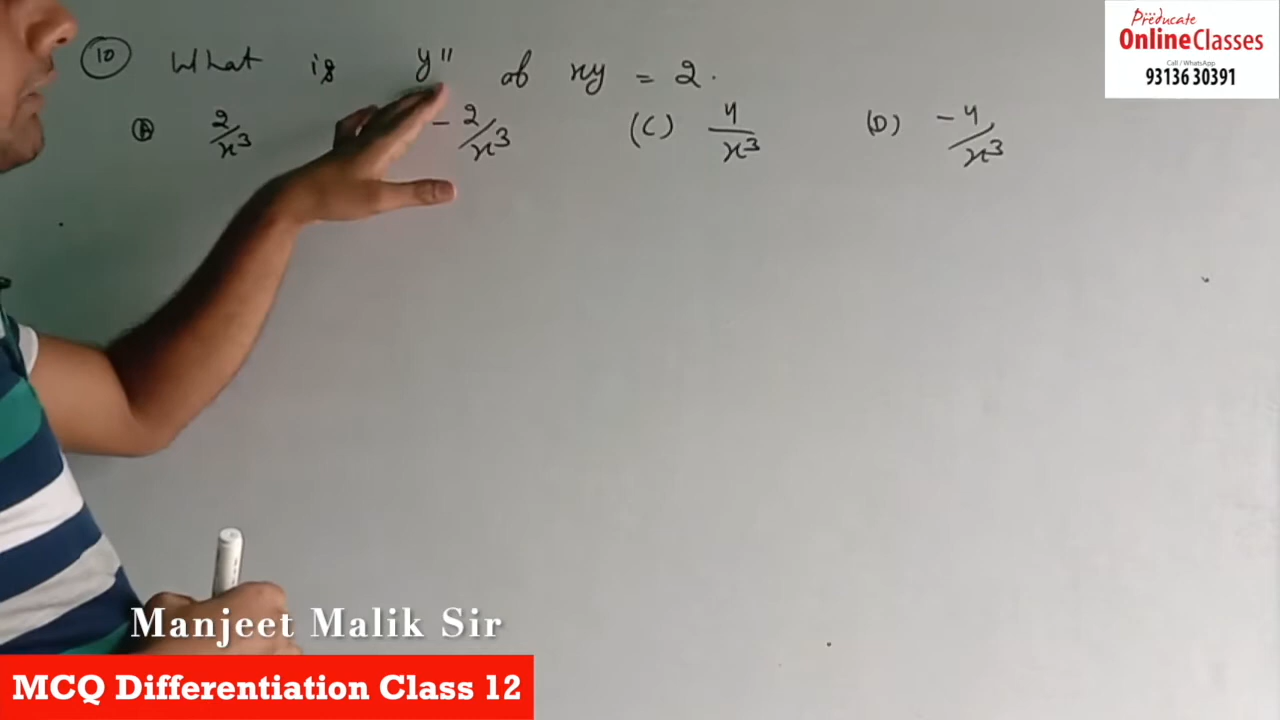 (10) What is y" of xy = 2.
(A) 2/x³ -2/x³ (C) 4/x³ (D) -4/x³
Prëducate
OnlineClasses
Call / WhatsApp
93136 30391
Manjeet Malik Sir
MCQ Differentiation Class 12